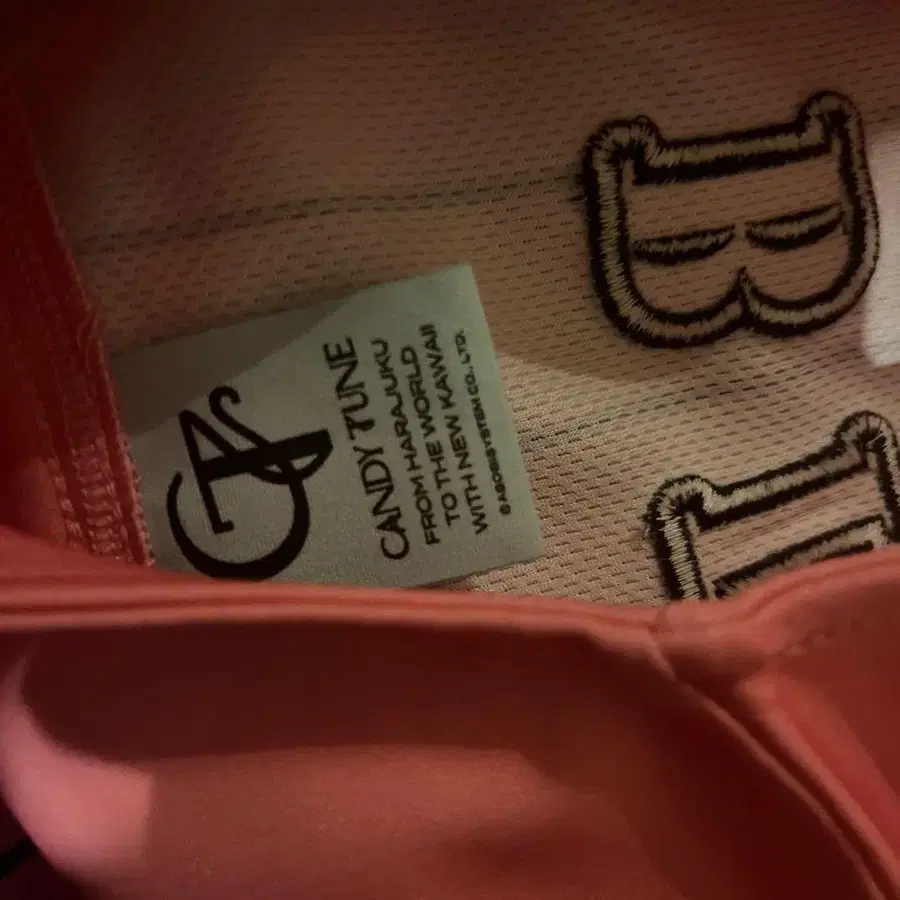 CANDY TUNE
FROM HARAJUKU
TO THE WORLD
WITH NEW KAWAII
©ASOBISYSTEM CO.,LTD.
B